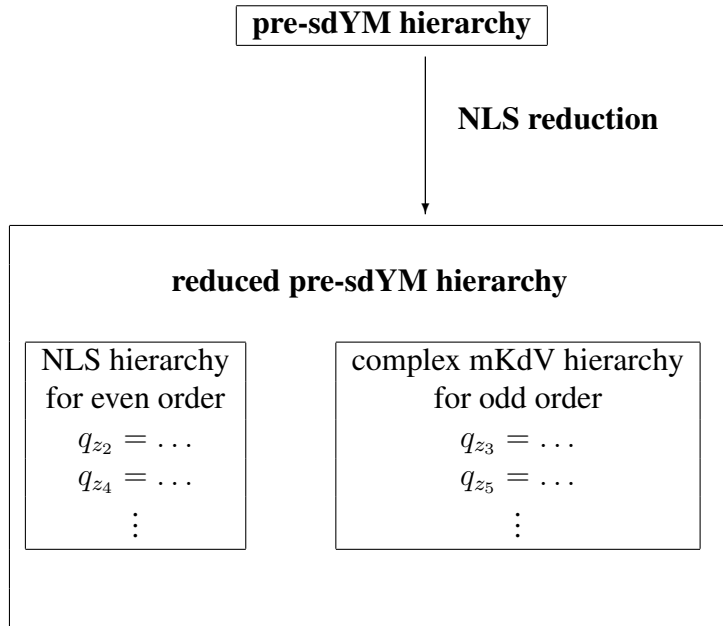 pre-sdYM hierarchy
NLS reduction
reduced pre-sdYM hierarchy
NLS hierarchy
for even order
q_{z_2} = …
q_{z_4} = …
⋮
complex mKdV hierarchy
for odd order
q_{z_3} = …
q_{z_5} = …
⋮